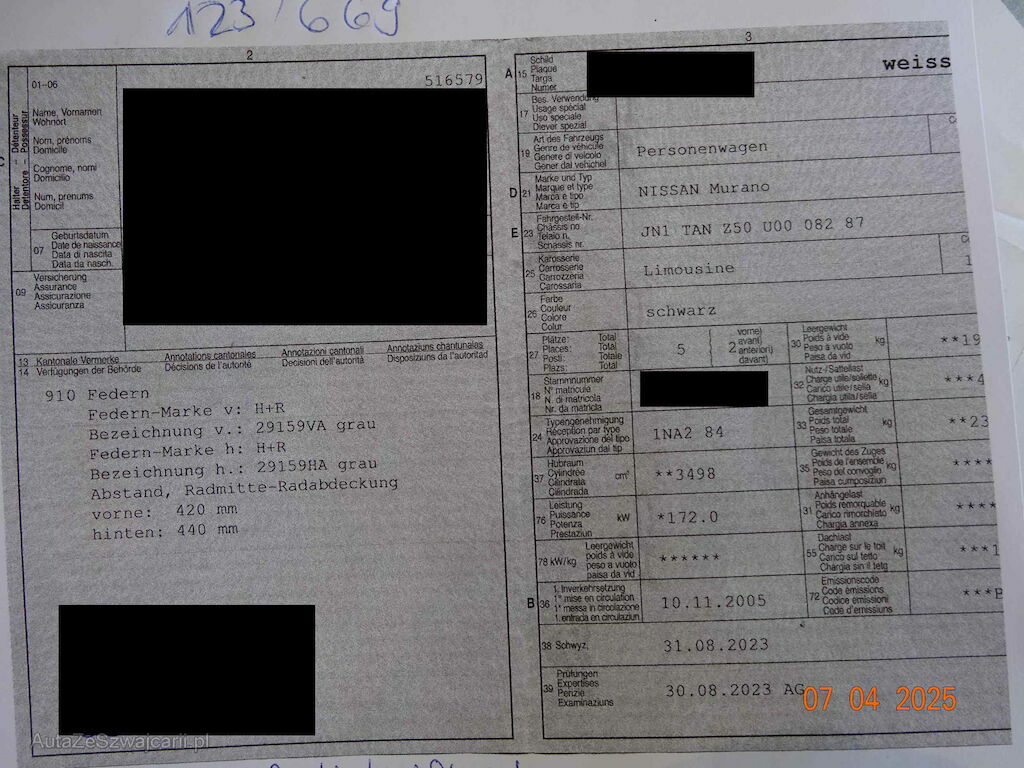 123'669
2
01-06
516579
Halter - Détenteur
Detentore - Possessur
Name, Vornamen
Wohnort
Nom, prénoms
Domicile
Cognome, nomi
Domicilio
Num, prenums
Domicil
07
Geburtsdatum
Date de naissance
Data di nascita
Data da nasch.
09
Versicherung
Assurance
Assicurazione
Assicuranza
13 Kantonale Vermerke
14 Verfügungen der Behörde
Annotations cantonales
Décisions de l'autorité
Annotazioni cantonali
Decisioni dell'autorità
Annotaziuns chantunalas
Disposiziuns da l'autoritad
910 Federn
Federn-Marke v: H+R
Bezeichnung v.: 29159VA grau
Federn-Marke h: H+R
Bezeichnung h.: 29159HA grau
Abstand, Radmitte-Radabdeckung
vorne: 420 mm
hinten: 440 mm
3
A 15
Schild
Plaque
Targa
Numer
weiss
17
Bes. Verwendung
Usage spécial
Uso speciale
Diever spezial
19
Art des Fahrzeugs
Genre de véhicule
Genere di veicolo
Gener dal vehichel
Personenwagen
D 21
Marke und Typ
Marque et type
Marca e tipo
Marca e tip
NISSAN Murano
E 23
Fahrgestell-Nr.
Châssis no
Telaio n.
Schassis nr.
JN1 TAN Z50 U00 082 87
25
Karosserie
Carrosserie
Carrozzeria
Carossaria
Limousine
26
Farbe
Couleur
Colore
Colur
schwarz
27
Plätze: Total
Places: Total
Posti: Totale
Plazs: Total
5
2
vorne)
avant)
anteriori)
davant)
30
Leergewicht
Poids à vide
Peso a vuoto
Paisa da vid
kg
**19
18
Stammnummer
N° matricule
N. di matricola
Nr. da matricla
32
Nutz-/Sattellast
Charge utile/sellette
Carico utile/sella
Chargia utila/sella
kg
***4
24
Typengenehmigung
Réception par type
Approvazione del tipo
Approvaziun dal tip
1NA2 84
33
Gesamtgewicht
Poids total
Peso totale
Paisa totala
kg
**23
37
Hubraum
Cylindrée
Cilindrata
Cilindrada
cm³
**3498
35
Gewicht des Zuges
Poids de l'ensemble
Peso del convoglio
Paisa cumposiziun
kg
****
76
Leistung
Puissance
Potenza
Prestaziun
kW
*172.0
31
Anhängelast
Poids remorquable
Carico rimorchiato
Chargia annexa
kg
****
78 kW/kg
Leergewicht
poids à vide
peso a vuoto
paisa da vid
******
55
Dachlast
Charge sur le toit
Carico sul tetto
Chargia sin il tetg
kg
***1
B 36
1. Inverkehrsetzung
1re mise en circulation
1a messa in circolazione
1. entrada en circulaziun
10.11.2005
72
Emissionscode
Code émissions
Codice emissioni
Code d'emissiuns
***B
38 Schwyz,
31.08.2023
39
Prüfungen
Expertises
Perizie
Examinaziuns
30.08.2023 AG
07 04 2025
AutaZeSzwajcarii.pl